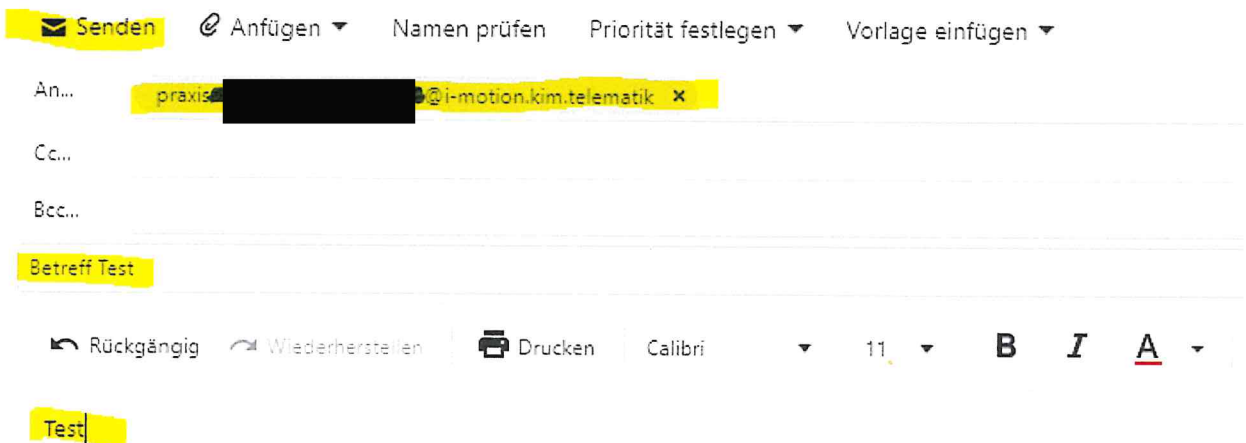 Senden Anfügen Namen prüfen Priorität festlegen Vorlage einfügen
An... praxis @i-motion.kim.telematik ×
Cc...
Bcc...
Betreff Test
Rückgängig Wiederherstellen Drucken Calibri 11 B I A
Test